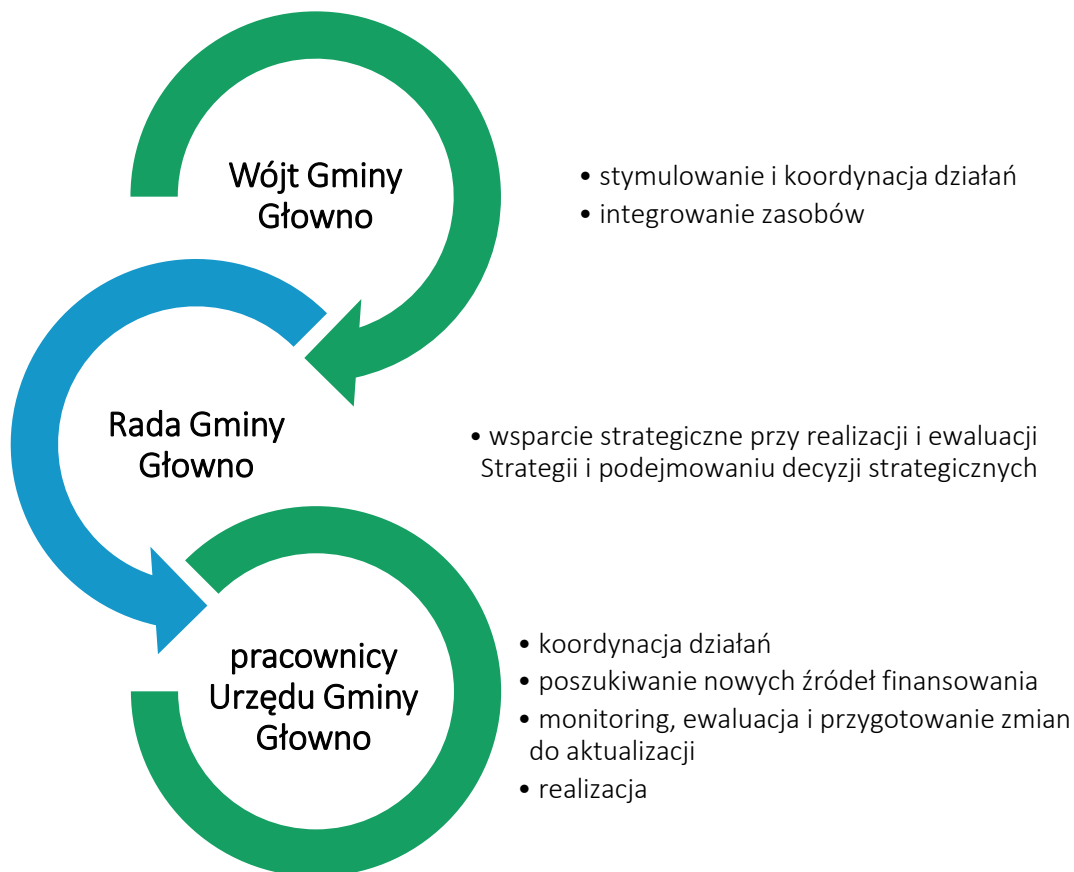 Wójt Gminy
Głowno
• stymulowanie i koordynacja działań
• integrowanie zasobów
Rada Gminy
Głowno
• wsparcie strategiczne przy realizacji i ewaluacji
Strategii i podejmowaniu decyzji strategicznych
pracownicy
Urzędu Gminy
Głowno
• koordynacja działań
• poszukiwanie nowych źródeł finansowania
• monitoring, ewaluacja i przygotowanie zmian
do aktualizacji
• realizacja